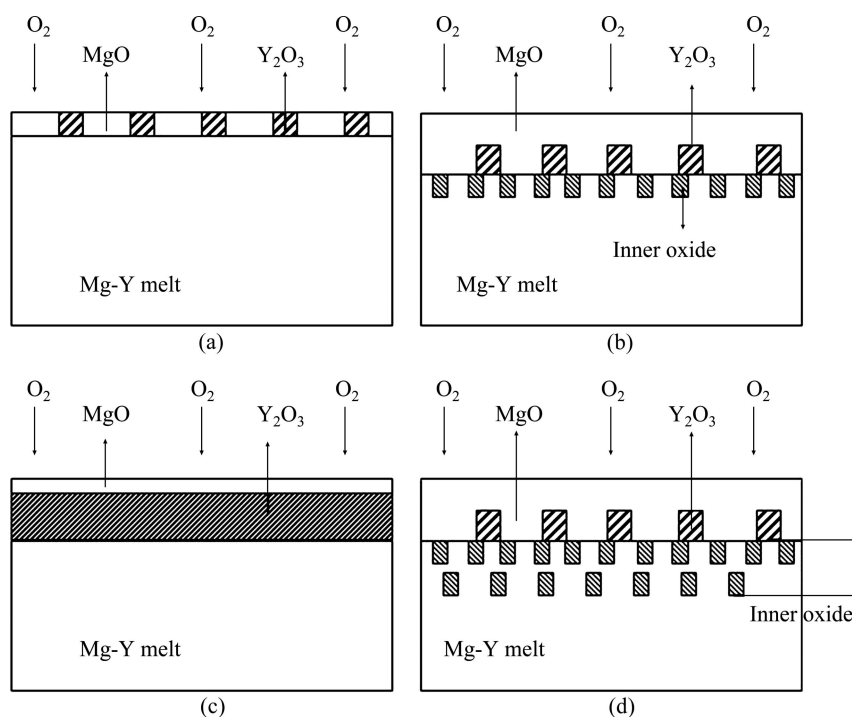 O2 O2 O2 O2 O2 O2
MgO Y2O3 MgO Y2O3
Inner oxide
Mg-Y melt Mg-Y melt
(a) (b)
O2 O2 O2 O2 O2 O2
MgO Y2O3 MgO Y2O3
Inner oxide
Mg-Y melt Mg-Y melt
(c) (d)